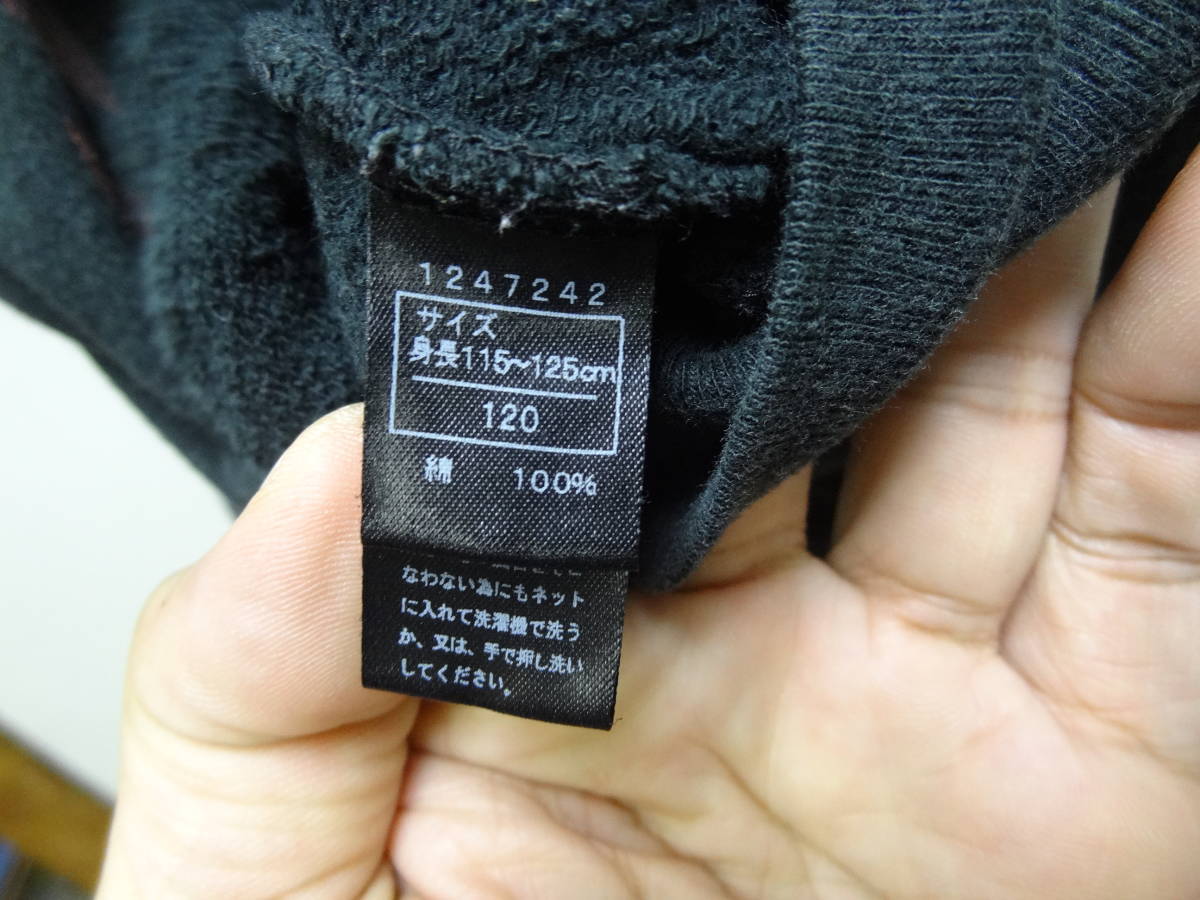 1247242
サイズ
身長115～125cm
120
綿 100%
なわない為にもネット
に入れて洗濯機で洗う
か、又は、手で押し洗い
してください。